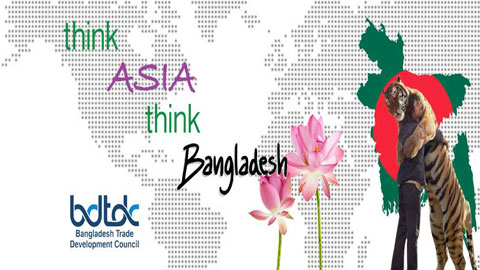 think
ASIA
think
Bangladesh
bdtdc
Bangladesh Trade
Development Council